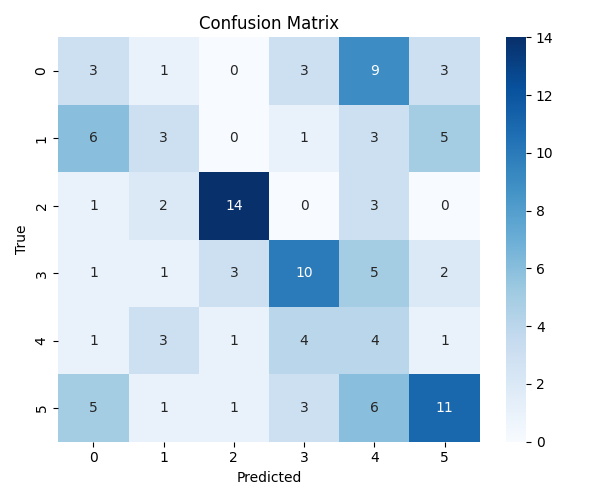 Confusion Matrix
0 3 1 0 3 9 3
1 6 3 0 1 3 5
2 1 2 14 0 3 0
3 1 1 3 10 5 2
4 1 3 1 4 4 1
5 5 1 1 3 6 11
0 1 2 3 4 5
Predicted
True
14
12
10
8
6
4
2
0